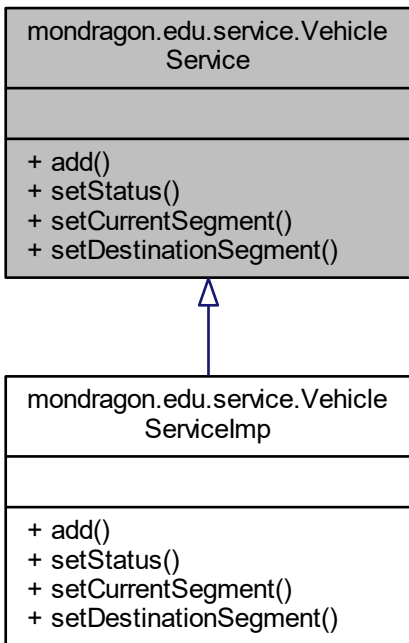 mondragon.edu.service.Vehicle
Service
+ add()
+ setStatus()
+ setCurrentSegment()
+ setDestinationSegment()
mondragon.edu.service.Vehicle
ServiceImp
+ add()
+ setStatus()
+ setCurrentSegment()
+ setDestinationSegment()